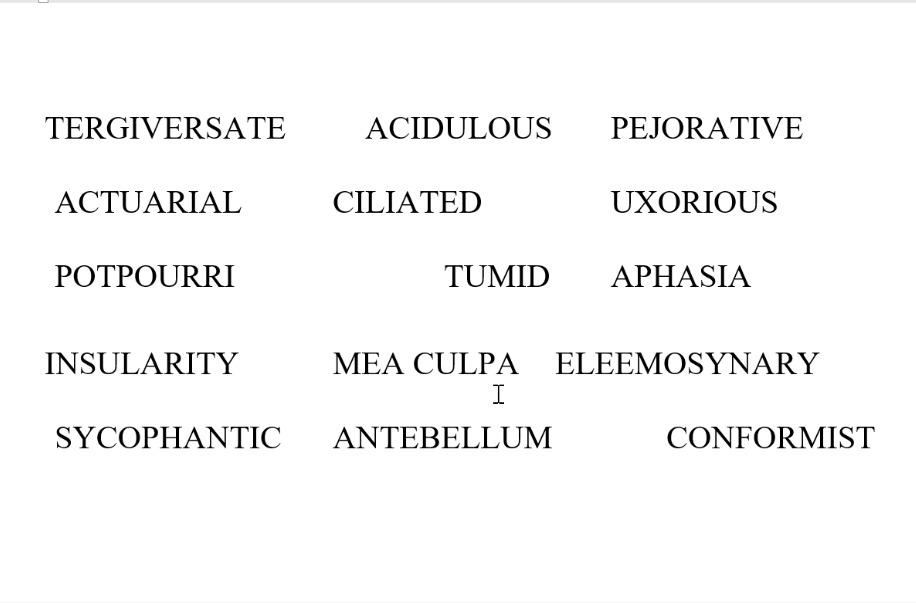 TERGIVERSATE ACIDULOUS PEJORATIVE
ACTUARIAL CILIATED UXORIOUS
POTPOURRI TUMID APHASIA
INSULARITY MEA CULPA ELEEMOSYNARY
SYCOPHANTIC ANTEBELLUM CONFORMIST